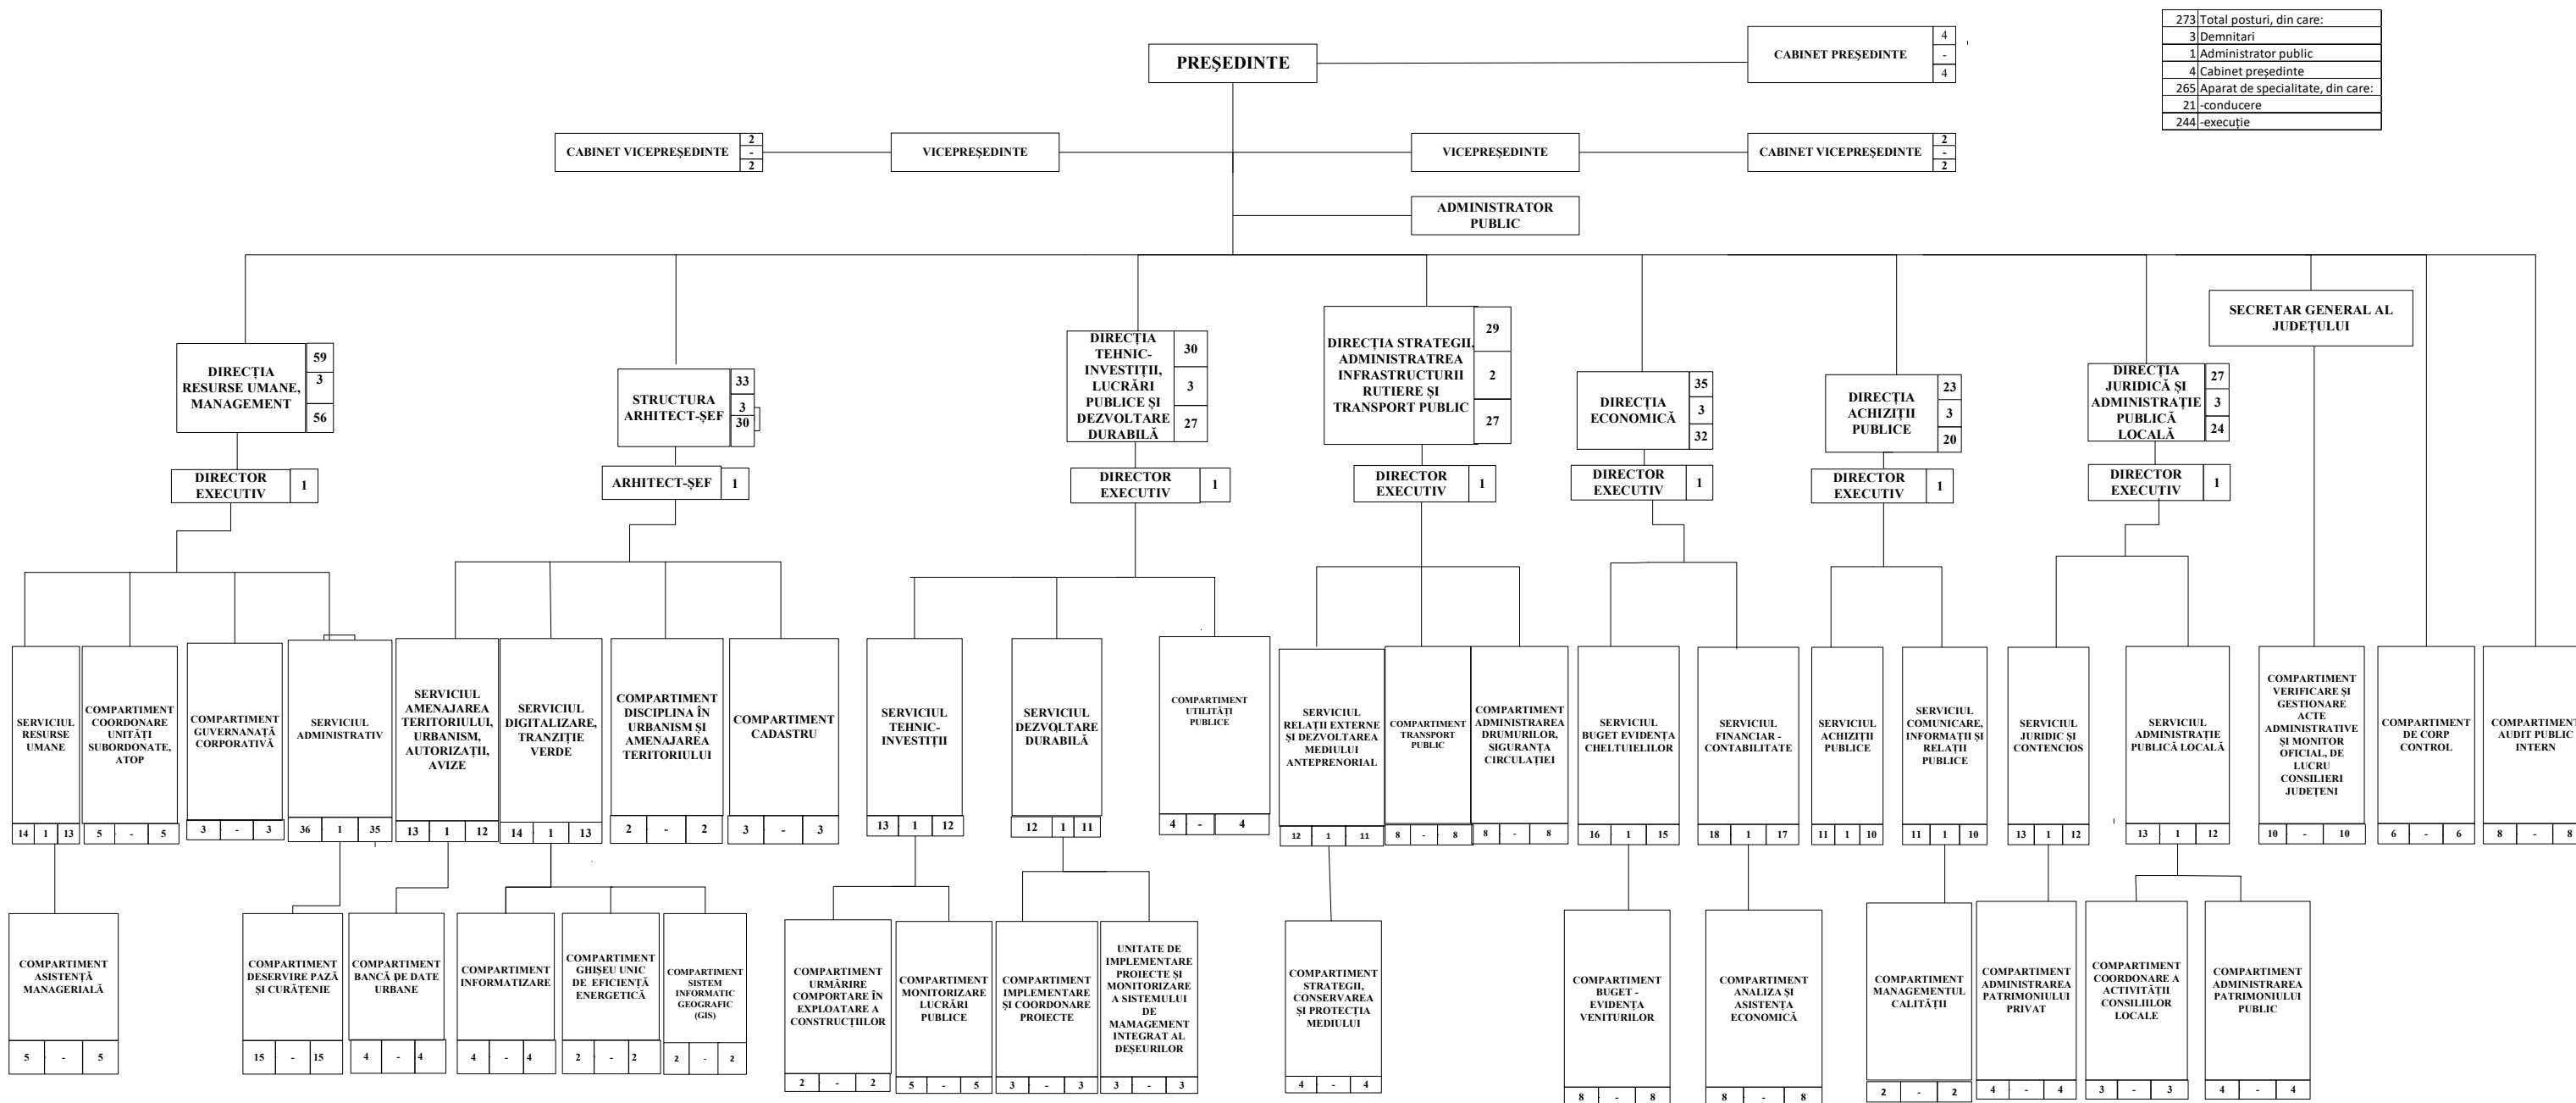 273 Total posturi, din care:
3 Demnitari
1 Administrator public
4 Cabinet președinte
265 Aparat de specialitate, din care:
21 -conducere
244 -execuție
PREȘEDINTE
CABINET PREȘEDINTE
4
-
4
CABINET VICEPREȘEDINTE
2
-
2
VICEPREȘEDINTE
VICEPREȘEDINTE
CABINET VICEPREȘEDINTE
2
-
2
ADMINISTRATOR
PUBLIC
SECRETAR GENERAL AL
JUDEȚULUI
DIRECȚIA
RESURSE UMANE,
MANAGEMENT
59
3
56
STRUCTURA
ARHITECT-ȘEF
33
3
30
DIRECȚIA
TEHNIC-
INVESTIȚII,
LUCRĂRI
PUBLICE ȘI
DEZVOLTARE
DURABILĂ
30
3
27
DIRECȚIA STRATEGII,
ADMINISTRATREA
INFRASTRUCTURII
RUTIERE ȘI
TRANSPORT PUBLIC
29
2
27
DIRECȚIA
ECONOMICĂ
35
3
32
DIRECȚIA
ACHIZIȚII
PUBLICE
23
3
20
DIRECȚIA
JURIDICĂ ȘI
ADMINISTRAȚIE
PUBLICĂ
LOCALĂ
27
3
24
DIRECTOR
EXECUTIV
1
ARHITECT-ȘEF
1
DIRECTOR
EXECUTIV
1
DIRECTOR
EXECUTIV
1
DIRECTOR
EXECUTIV
1
DIRECTOR
EXECUTIV
1
DIRECTOR
EXECUTIV
1
SERVICIUL
RESURSE
UMANE
14 1 13
COMPARTIMENT
COORDONARE
UNITĂȚI
SUBORDONATE,
ATOP
5 - 5
COMPARTIMENT
GUVERNANAȚĂ
CORPORATIVĂ
3 - 3
SERVICIUL
ADMINISTRATIV
36 1 35
SERVICIUL
AMENAJAREA
TERITORIULUI,
URBANISM,
AUTORIZAȚII,
AVIZE
13 1 12
SERVICIUL
DIGITALIZARE,
TRANZIȚIE
VERDE
14 1 13
COMPARTIMENT
DISCIPLINA ÎN
URBANISM ȘI
AMENAJAREA
TERITORIULUI
2 - 2
COMPARTIMENT
CADASTRU
3 - 3
SERVICIUL
TEHNIC-
INVESTIȚII
13 1 12
SERVICIUL
DEZVOLTARE
DURABILĂ
12 1 11
COMPARTIMENT
UTILITĂȚI
PUBLICE
4 - 4
SERVICIUL
RELAȚII EXTERNE
ȘI DEZVOLTAREA
MEDIULUI
ANTEPRENORIAL
12 1 11
COMPARTIMENT
TRANSPORT
PUBLIC
8 - 8
COMPARTIMENT
ADMINISTRAREA
DRUMURILOR,
SIGURANȚA
CIRCULAȚIEI
8 - 8
SERVICIUL
BUGET EVIDENȚA
CHELTUIELILOR
16 1 15
SERVICIUL
FINANCIAR -
CONTABILITATE
18 1 17
SERVICIUL
ACHIZIȚII
PUBLICE
11 1 10
SERVICIUL
COMUNICARE,
INFORMAȚII ȘI
RELAȚII
PUBLICE
11 1 10
SERVICIUL
JURIDIC ȘI
CONTENCIOS
13 1 12
SERVICIUL
ADMINISTRAȚIE
PUBLICĂ LOCALĂ
13 1 12
COMPARTIMENT
VERIFICARE ȘI
GESTIONARE
ACTE
ADMINISTRATIVE
ȘI MONITOR
OFICIAL, DE
LUCRU
CONSILIERI
JUDEȚENI
10 - 10
COMPARTIMENT
DE CORP
CONTROL
6 - 6
COMPARTIMENT
AUDIT PUBLIC
INTERN
8 - 8
COMPARTIMENT
ASISTENȚĂ
MANAGERIALĂ
5 - 5
COMPARTIMENT
DESERVIRE PAZĂ
ȘI CURĂȚENIE
15 - 15
COMPARTIMENT
BANCĂ DE DATE
URBANE
4 - 4
COMPARTIMENT
INFORMATIZARE
4 - 4
COMPARTIMENT
GHIȘEU UNIC
DE EFICIENȚĂ
ENERGETICĂ
2 - 2
COMPARTIMENT
SISTEM
INFORMATIC
GEOGRAFIC
(GIS)
2 - 2
COMPARTIMENT
URMĂRIRE
COMPORTARE ÎN
EXPLOATARE A
CONSTRUCȚIILOR
2 - 2
COMPARTIMENT
MONITORIZARE
LUCRĂRI
PUBLICE
5 - 5
COMPARTIMENT
IMPLEMENTARE
ȘI COORDONARE
PROIECTE
3 - 3
UNITATE DE
IMPLEMENTARE
PROIECTE ȘI
MONITORIZARE
A SISTEMULUI
DE
MAMAGEMENT
INTEGRAT AL
DEȘEURILOR
3 - 3
COMPARTIMENT
STRATEGII,
CONSERVAREA
ȘI PROTECȚIA
MEDIULUI
4 - 4
COMPARTIMENT
BUGET -
EVIDENȚA
VENITURILOR
8 - 8
COMPARTIMENT
ANALIZA ȘI
ASISTENȚA
ECONOMICĂ
8 - 8
COMPARTIMENT
MANAGEMENTUL
CALITĂȚII
2 - 2
COMPARTIMENT
ADMINISTRAREA
PATRIMONIULUI
PRIVAT
4 - 4
COMPARTIMENT
COORDONARE A
ACTIVITĂȚII
CONSILIILOR
LOCALE
3 - 3
COMPARTIMENT
ADMINISTRAREA
PATRIMONIULUI
PUBLIC
4 - 4